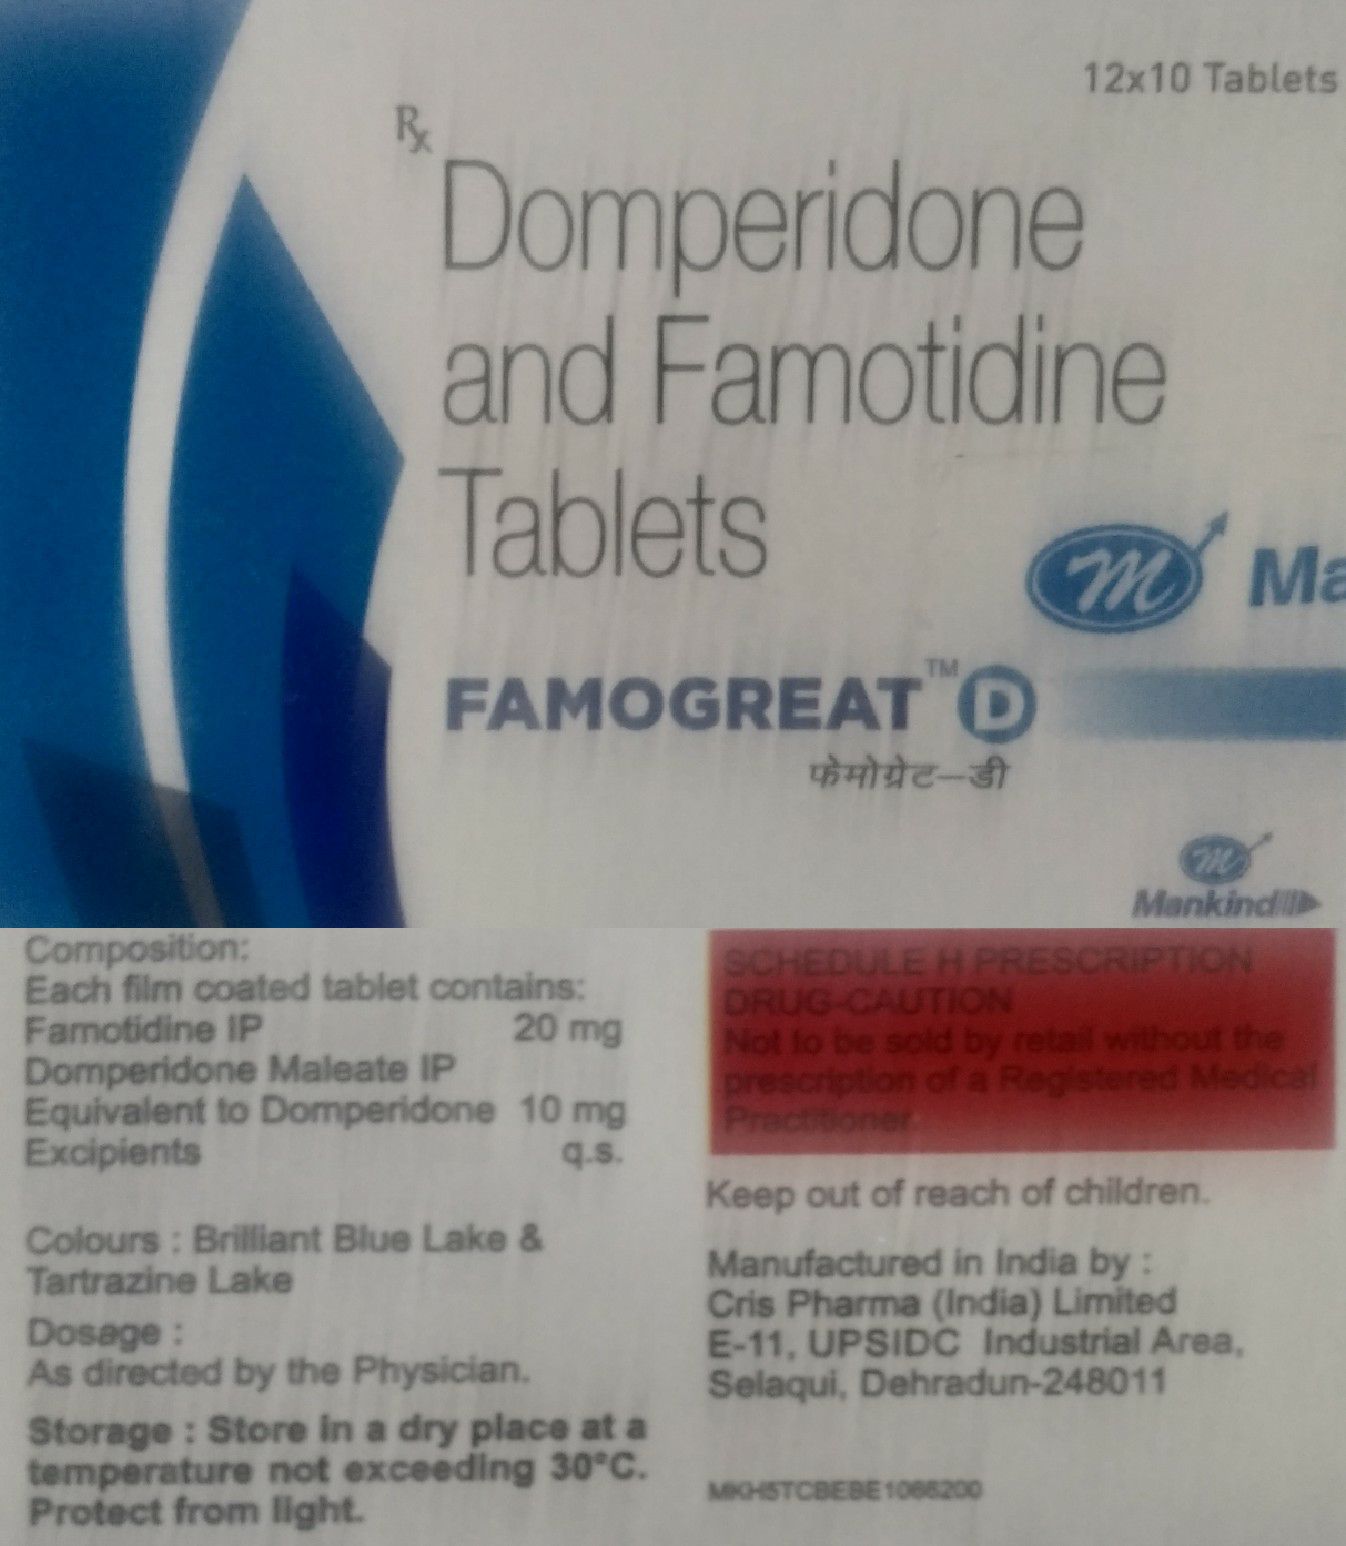 12x10 Tablets
Rx
Domperidone
and Famotidine
Tablets
m Ma
FAMOGREAT™ D
फेमोग्रेट–डी
m
Mankind
Composition:
Each film coated tablet contains:
Famotidine IP 20 mg
Domperidone Maleate IP
Equivalent to Domperidone 10 mg
Excipients q.s.
Colours : Brilliant Blue Lake &
Tartrazine Lake
Dosage :
As directed by the Physician.
Storage : Store in a dry place at a
temperature not exceeding 30°C.
Protect from light.
SCHEDULE H PRESCRIPTION
DRUG-CAUTION
Not to be sold by retail without the
prescription of a Registered Medical
Practitioner.
Keep out of reach of children.
Manufactured in India by :
Cris Pharma (India) Limited
E-11, UPSIDC Industrial Area,
Selaqui, Dehradun-248011